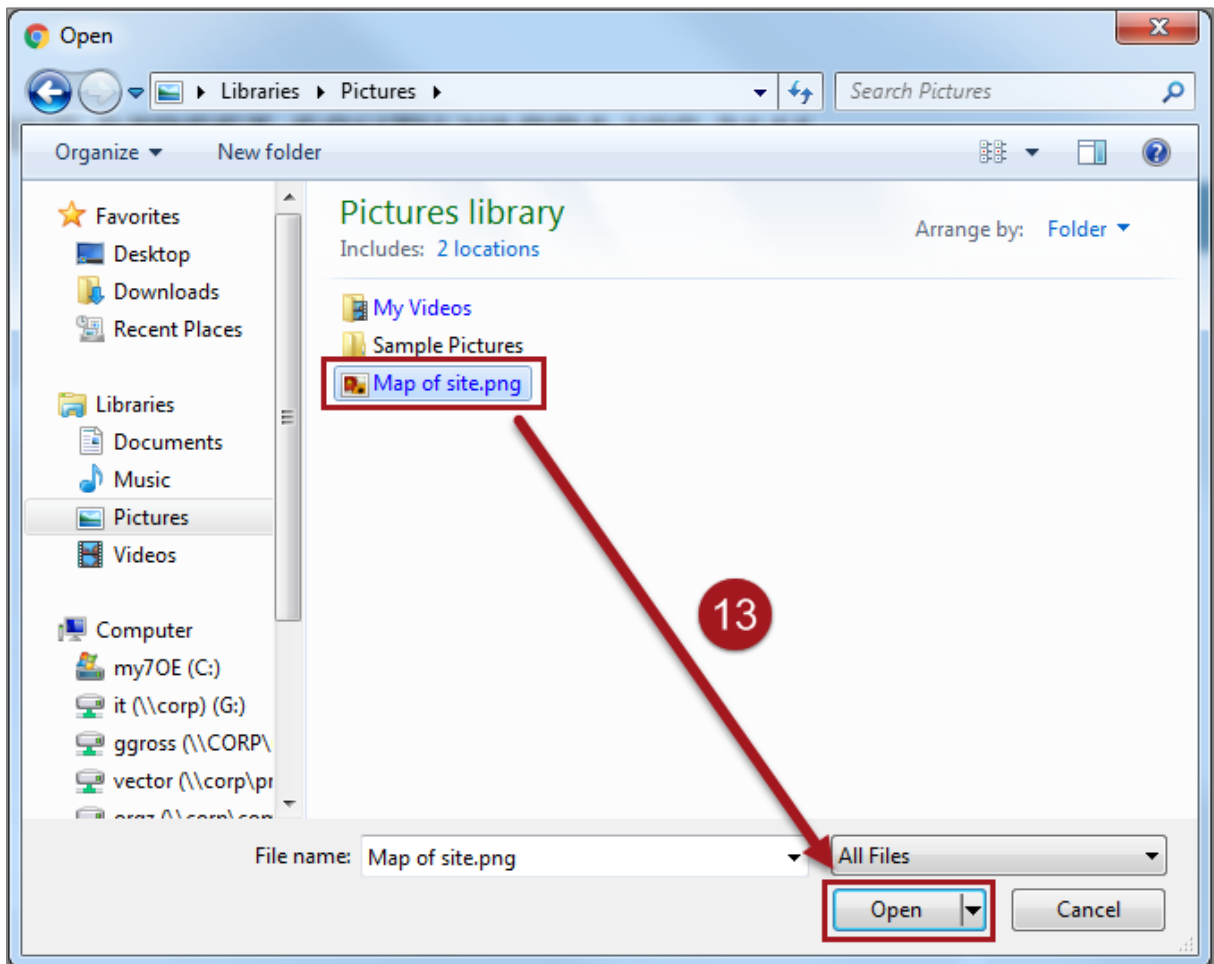 Open
Libraries Pictures
Search Pictures
Organize New folder
Favorites
Desktop
Downloads
Recent Places
Libraries
Documents
Music
Pictures
Videos
Computer
my7OE (C:)
it (\\corp) (G:)
ggross (\\CORP\
vector (\\corp\pr
Pictures library
Includes: 2 locations
Arrange by: Folder
My Videos
Sample Pictures
Map of site.png
13
File name: Map of site.png
All Files
Open
Cancel